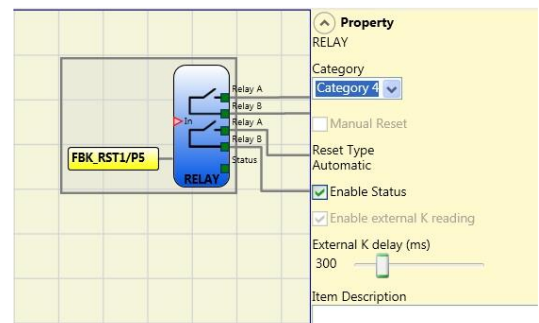 Relay A
Relay B
In
Relay A
Relay B
Status
FBK_RST1/P5
RELAY
Property
RELAY
Category
Category 4
Manual Reset
Reset Type
Automatic
Enable Status
Enable external K reading
External K delay (ms)
300
Item Description